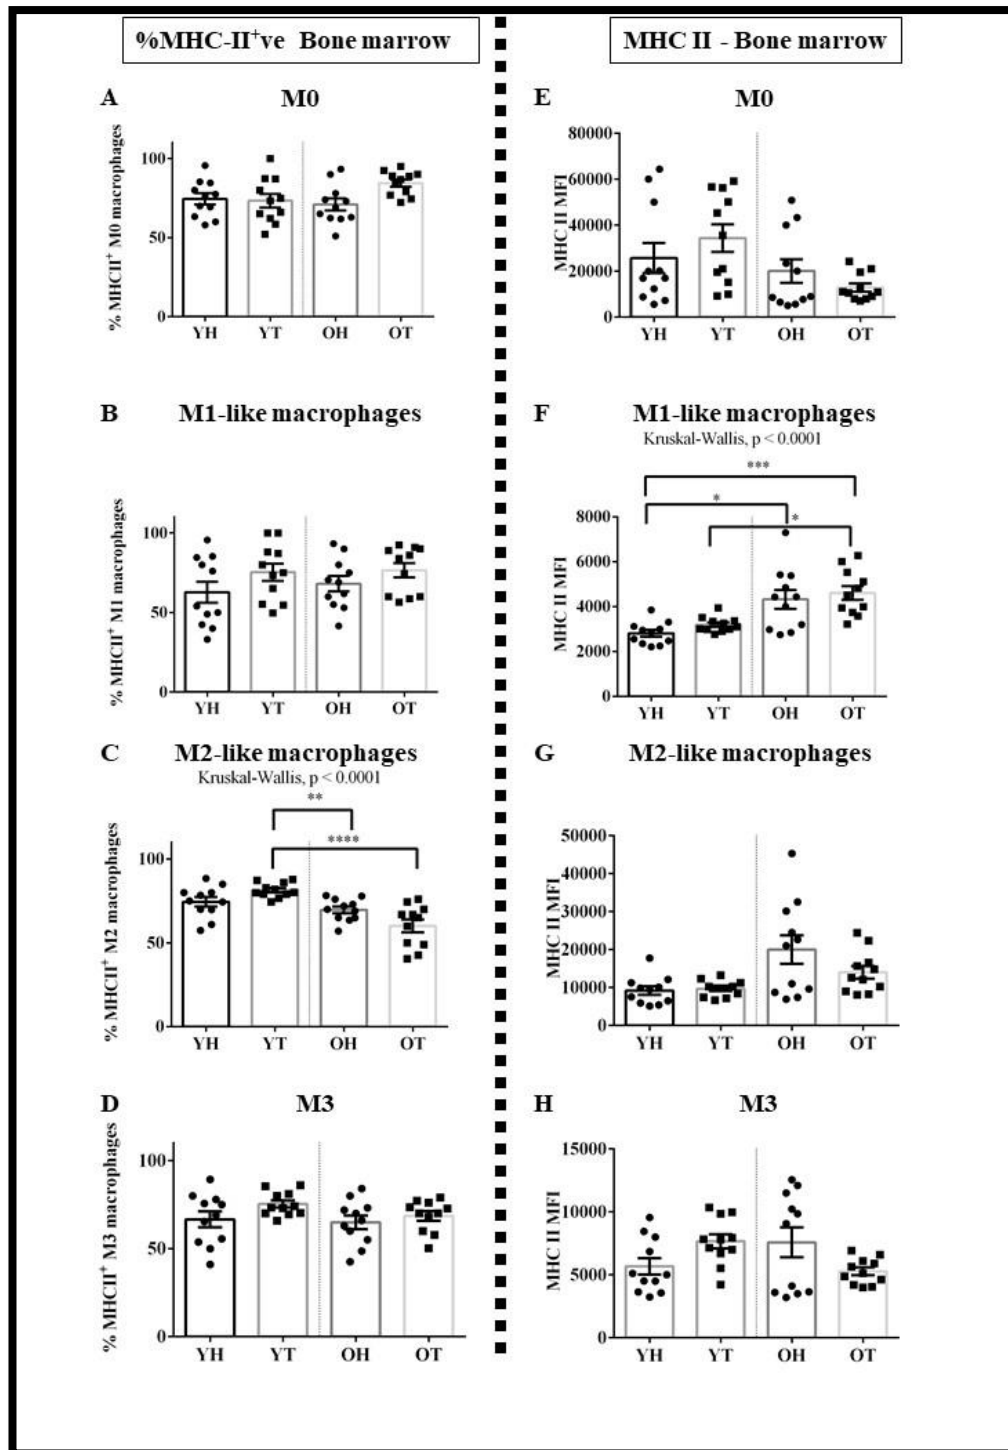 %MHC-II⁺ve Bone marrow
A
M0
% MHCII⁺ M0 macrophages
100
50
0
YH YT OH OT
B
M1-like macrophages
% MHCII⁺ M1 macrophages
100
50
0
YH YT OH OT
C
M2-like macrophages
Kruskal-Wallis, p < 0.0001
**
****
% MHCII⁺ M2 macrophages
100
50
0
YH YT OH OT
D
M3
% MHCII⁺ M3 macrophages
100
50
0
YH YT OH OT
MHC II - Bone marrow
E
M0
MHC II MFI
80000
60000
40000
20000
0
YH YT OH OT
F
M1-like macrophages
Kruskal-Wallis, p < 0.0001
***
*
*
MHC II MFI
8000
6000
4000
2000
0
YH YT OH OT
G
M2-like macrophages
MHC II MFI
50000
40000
30000
20000
10000
0
YH YT OH OT
H
M3
MHC II MFI
15000
10000
5000
0
YH YT OH OT